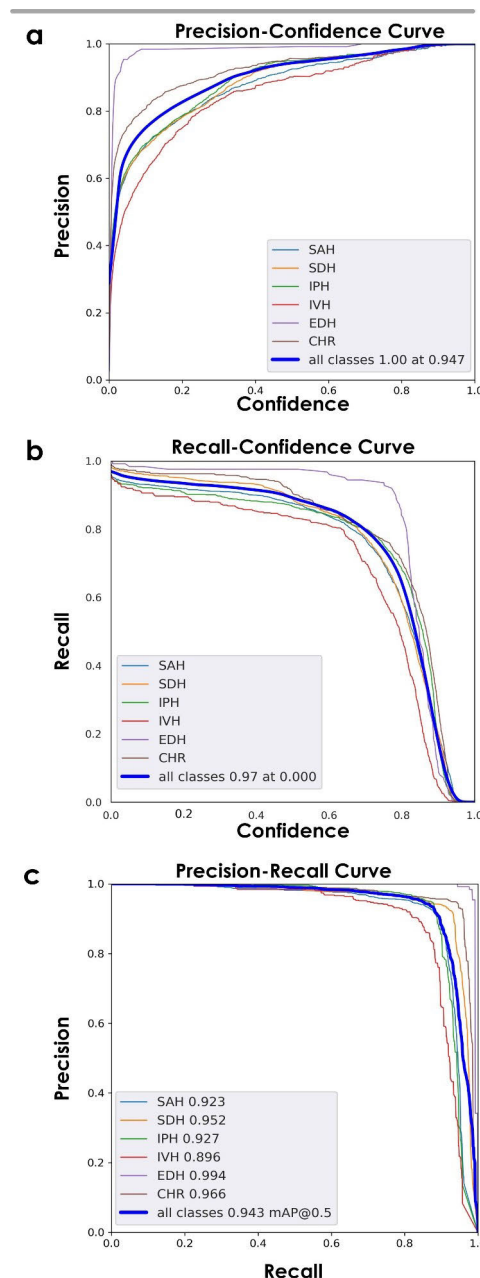 a
Precision-Confidence Curve
1.0
0.8
0.6
0.4
0.2
0.0
Precision
SAH
SDH
IPH
IVH
EDH
CHR
all classes 1.00 at 0.947
0.0 0.2 0.4 0.6 0.8 1.0
Confidence
b
Recall-Confidence Curve
1.0
0.8
0.6
0.4
0.2
0.0
Recall
SAH
SDH
IPH
IVH
EDH
CHR
all classes 0.97 at 0.000
0.0 0.2 0.4 0.6 0.8 1.0
Confidence
c
Precision-Recall Curve
1.0
0.8
0.6
0.4
0.2
0.0
Precision
SAH 0.923
SDH 0.952
IPH 0.927
IVH 0.896
EDH 0.994
CHR 0.966
all classes 0.943 mAP@0.5
0.0 0.2 0.4 0.6 0.8 1.0
Recall